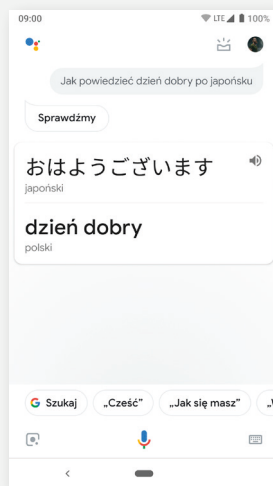 09:00 LTE 100%
Jak powiedzieć dzień dobry po japońsku
Sprawdźmy
おはようございます
japoński
dzień dobry
polski
Szukaj „Cześć” „Jak się masz”